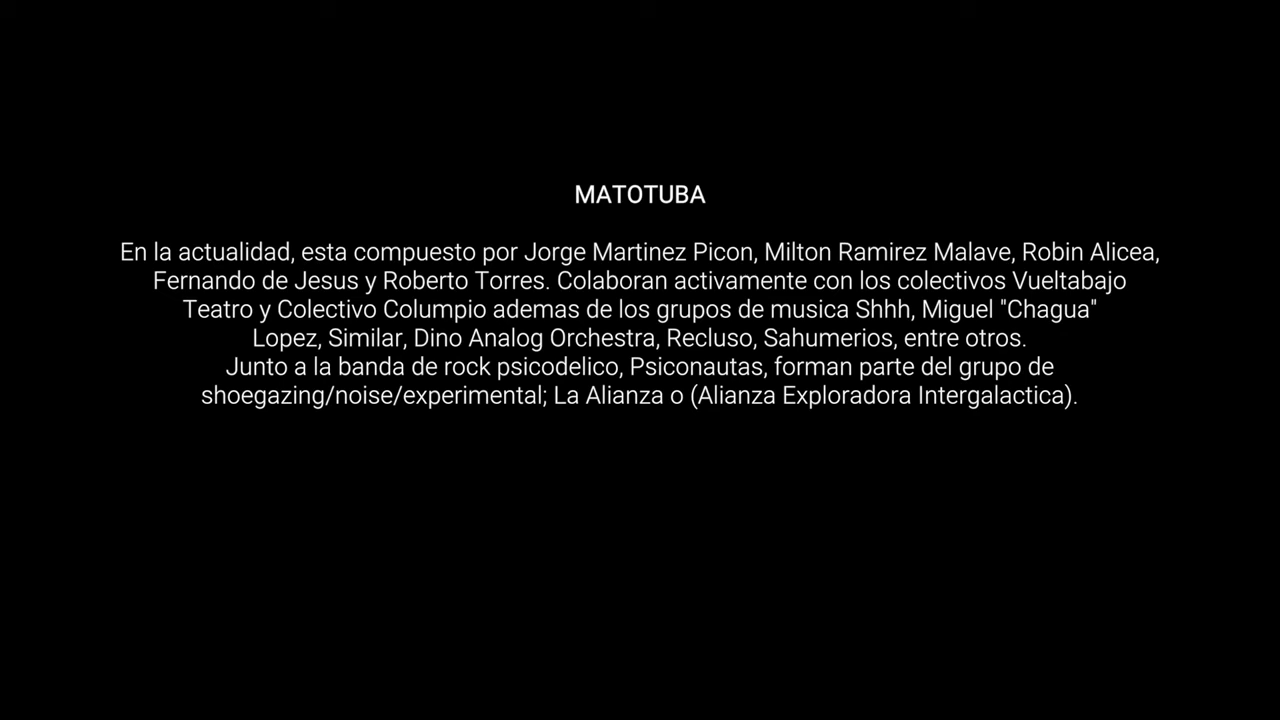 MATOTUBA
En la actualidad, esta compuesto por Jorge Martinez Picon, Milton Ramirez Malave, Robin Alicea,
Fernando de Jesus y Roberto Torres. Colaboran activamente con los colectivos Vueltabajo
Teatro y Colectivo Columpio ademas de los grupos de musica Shhh, Miguel "Chagua"
Lopez, Similar, Dino Analog Orchestra, Recluso, Sahumerios, entre otros.
Junto a la banda de rock psicodelico, Psiconautas, forman parte del grupo de
shoegazing/noise/experimental; La Alianza o (Alianza Exploradora Intergalactica).